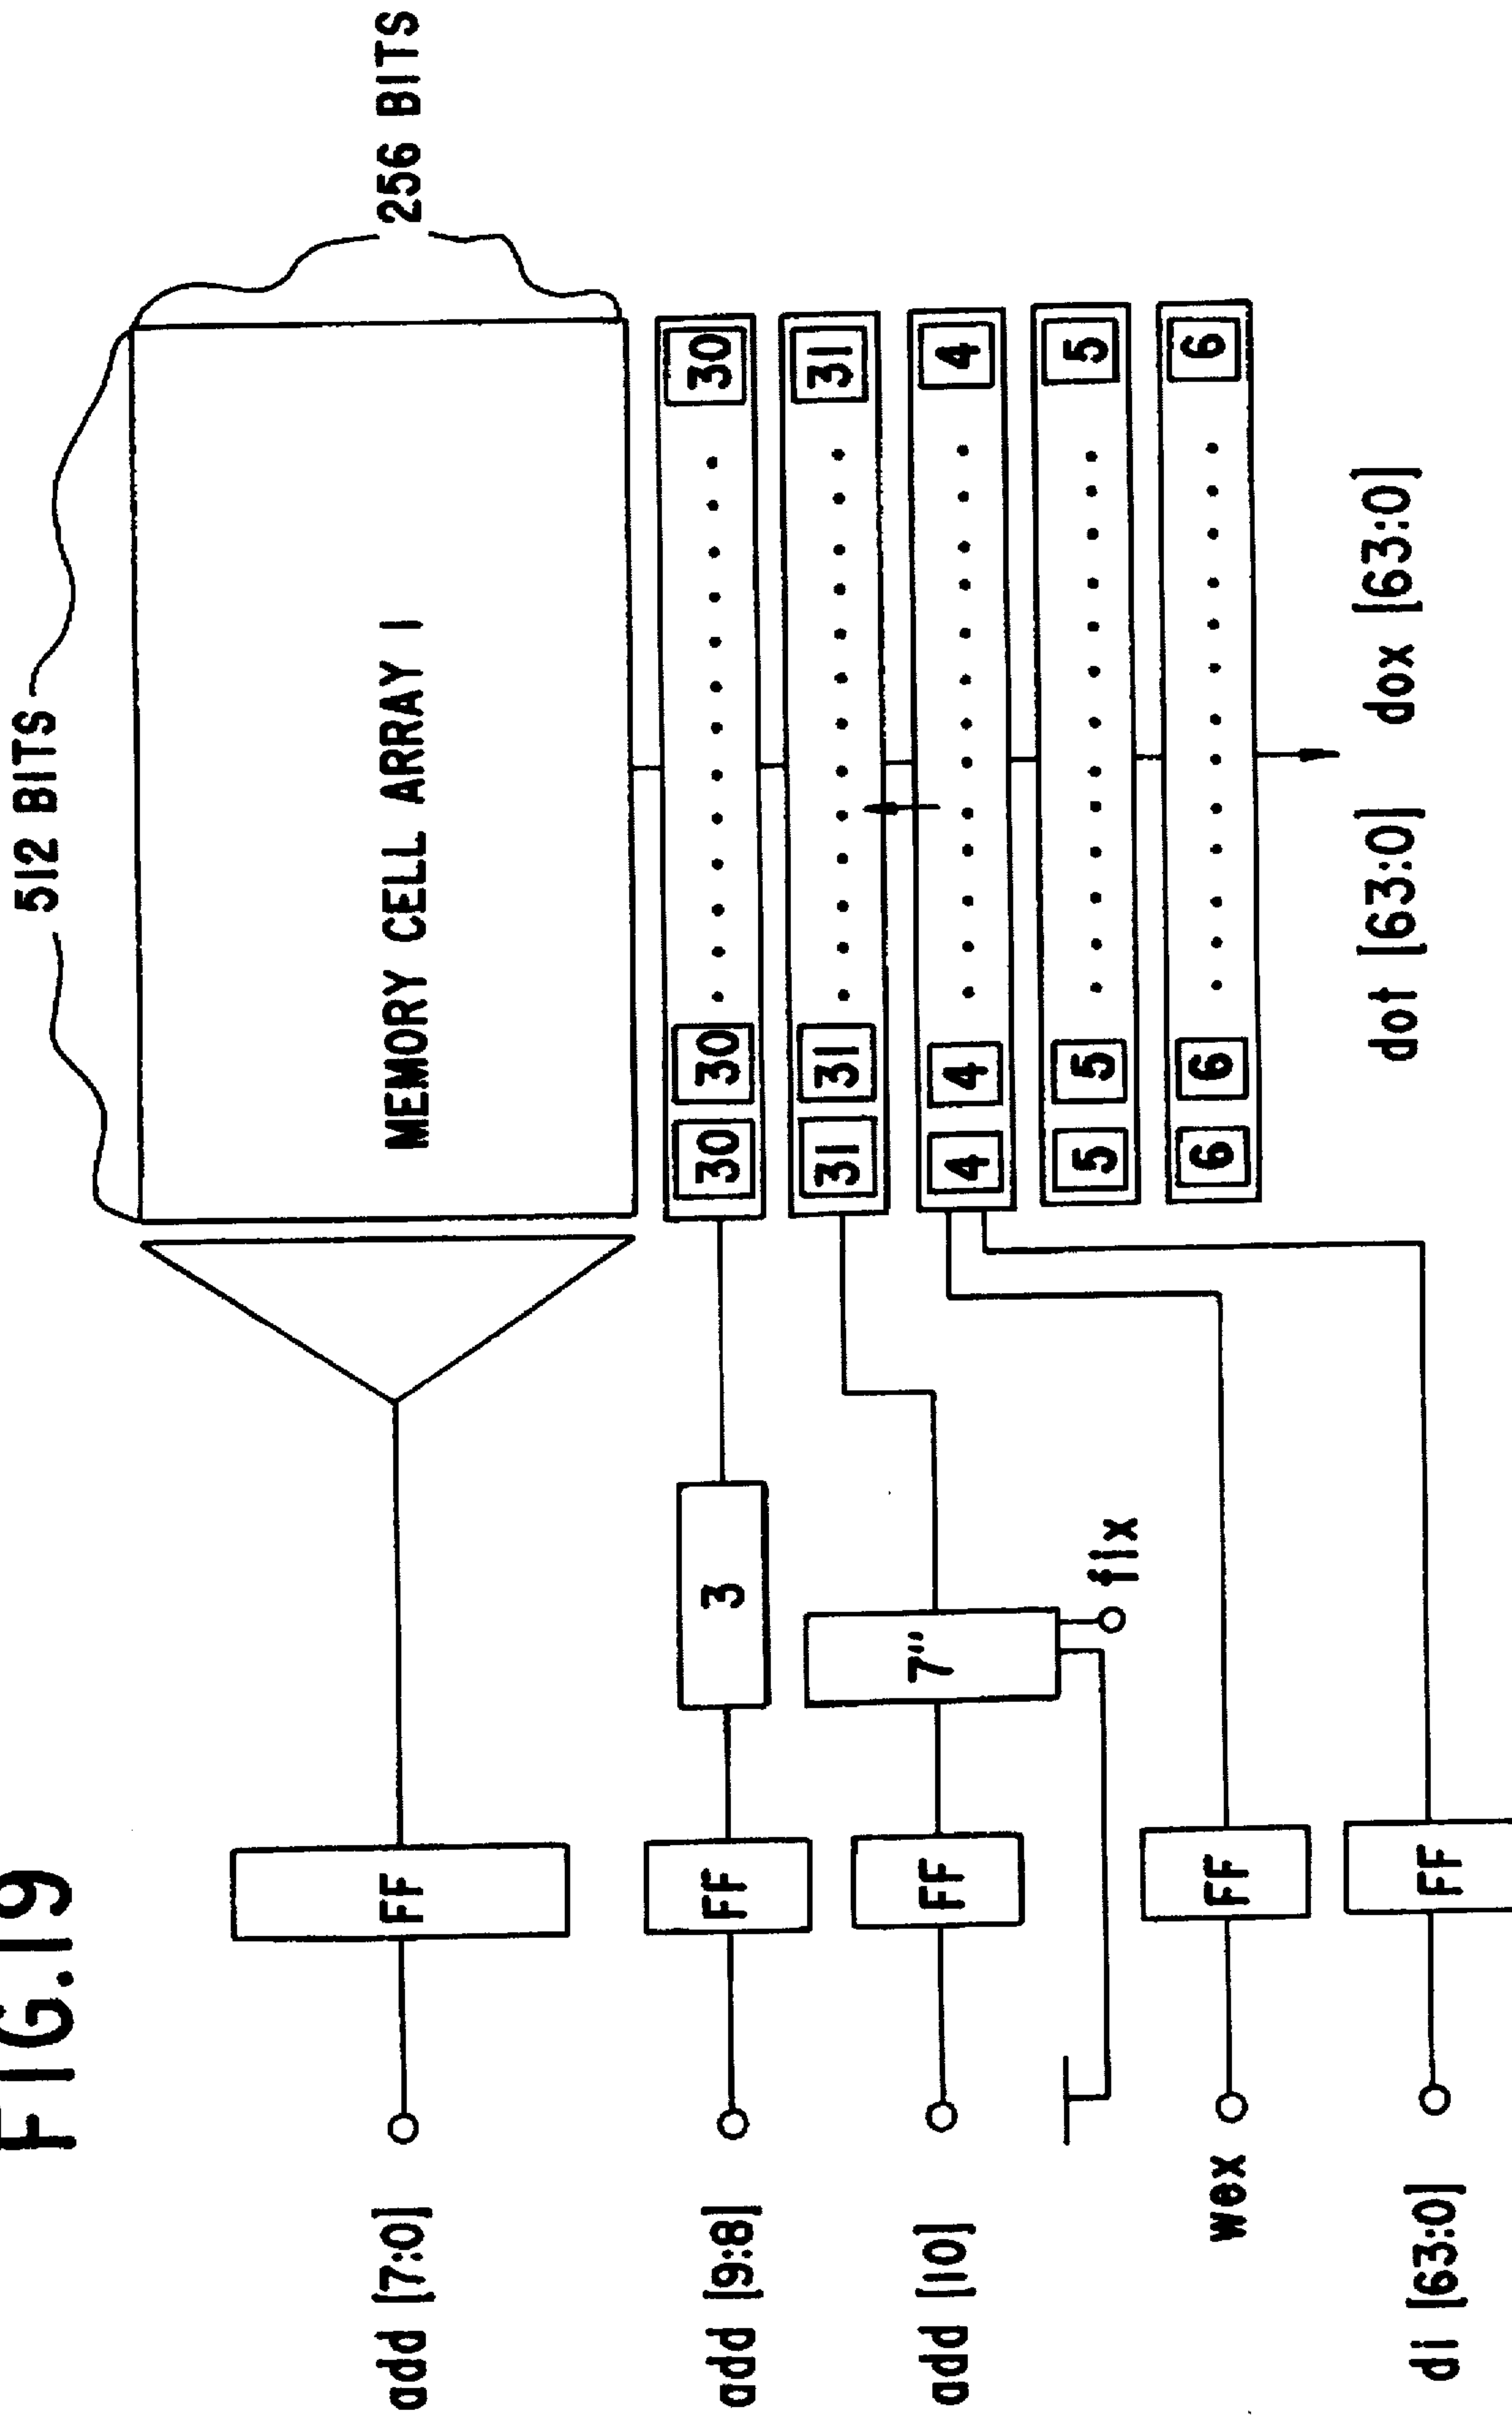 FIG.19
512 BITS
256 BITS
MEMORY CELL ARRAY 1
add [7:0]
FF
add [9:8]
FF
3
30 30 30
add [10]
FF
7"
31 31 31
fix
4 4 4
5 5 5
wex
FF
6 6 6
di [63:0]
FF
dot [63:0] dox [63:0]